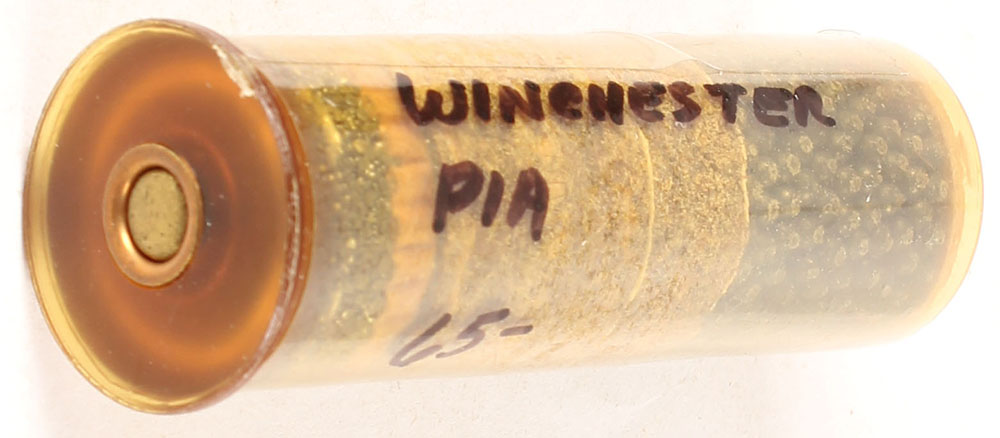 WINCHESTER
PIA
65-